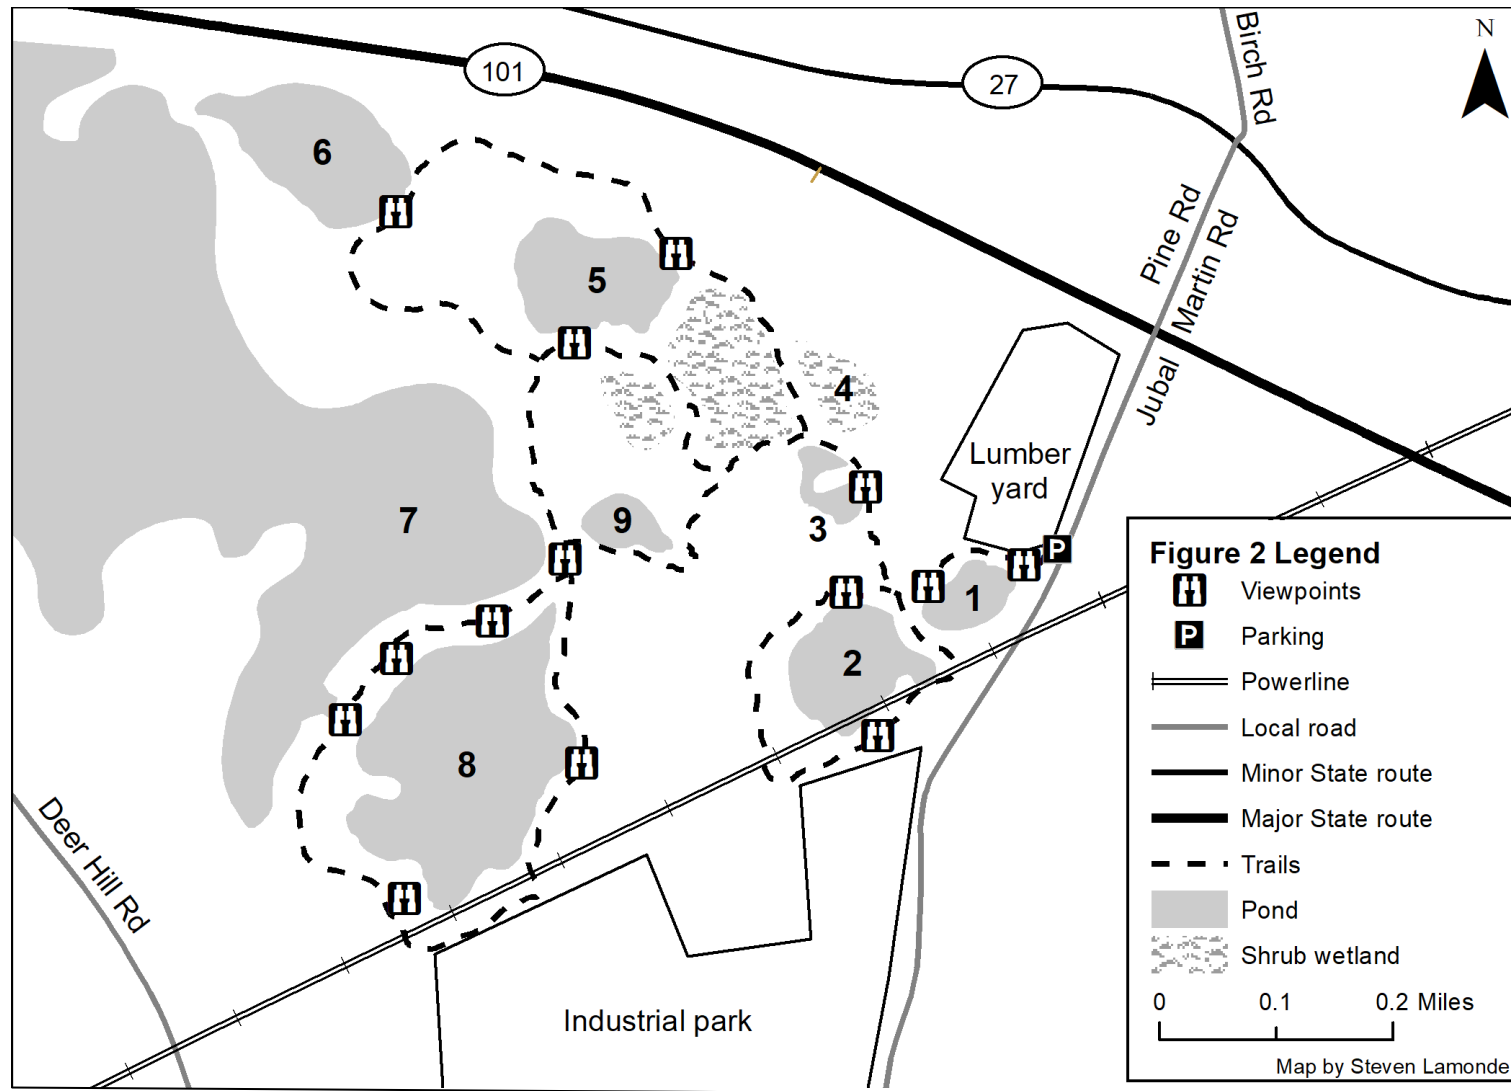 101
27
Birch Rd
N
6
5
Pine Rd
Martin Rd
Jubal
4
Lumber
yard
7
9
3
P
1
2
8
Deer Hill Rd
Industrial park
Figure 2 Legend
Viewpoints
P
Parking
Powerline
Local road
Minor State route
Major State route
Trails
Pond
Shrub wetland
0 0.1 0.2 Miles
Map by Steven Lamonde